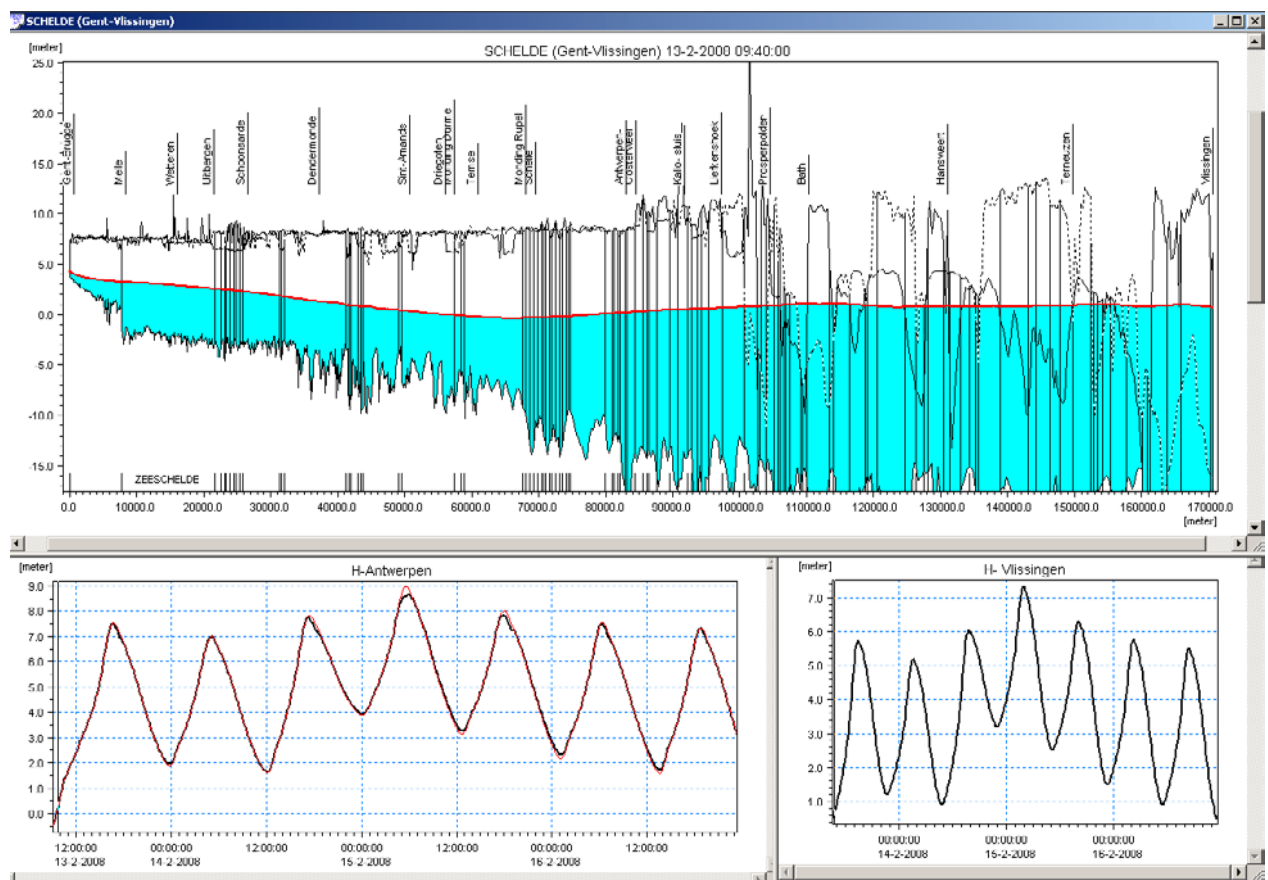 SCHELDE (Gent-Vlissingen)
[meter]
SCHELDE (Gent-Vlissingen) 13-2-2000 09:40:00
25.0
20.0
15.0
10.0
5.0
0.0
-5.0
-10.0
-15.0
Gent-Brugge
Melle
Wetteren
Uitbergen
Schoonaarde
Dendermonde
Sint-Amands
Driegoten
Monding Durme
Temse
Monding Rupel
Schelle
Antwerpen-
Oosterweel
Kallo-sluis
Liefkenshoek
Prosperpolder
Bath
Hansweert
Terneuzen
Vlissingen
ZEESCHELDE
0.0 10000.0 20000.0 30000.0 40000.0 50000.0 60000.0 70000.0 80000.0 90000.0 100000.0 110000.0 120000.0 130000.0 140000.0 150000.0 160000.0 170000.0
[meter]
[meter]
H-Antwerpen
9.0
8.0
7.0
6.0
5.0
4.0
3.0
2.0
1.0
0.0
12:00:00 00:00:00 12:00:00 00:00:00 12:00:00 00:00:00 12:00:00
13-2-2008 14-2-2008 15-2-2008 16-2-2008
[meter]
H- Vlissingen
7.0
6.0
5.0
4.0
3.0
2.0
1.0
00:00:00 00:00:00 00:00:00
14-2-2008 15-2-2008 16-2-2008